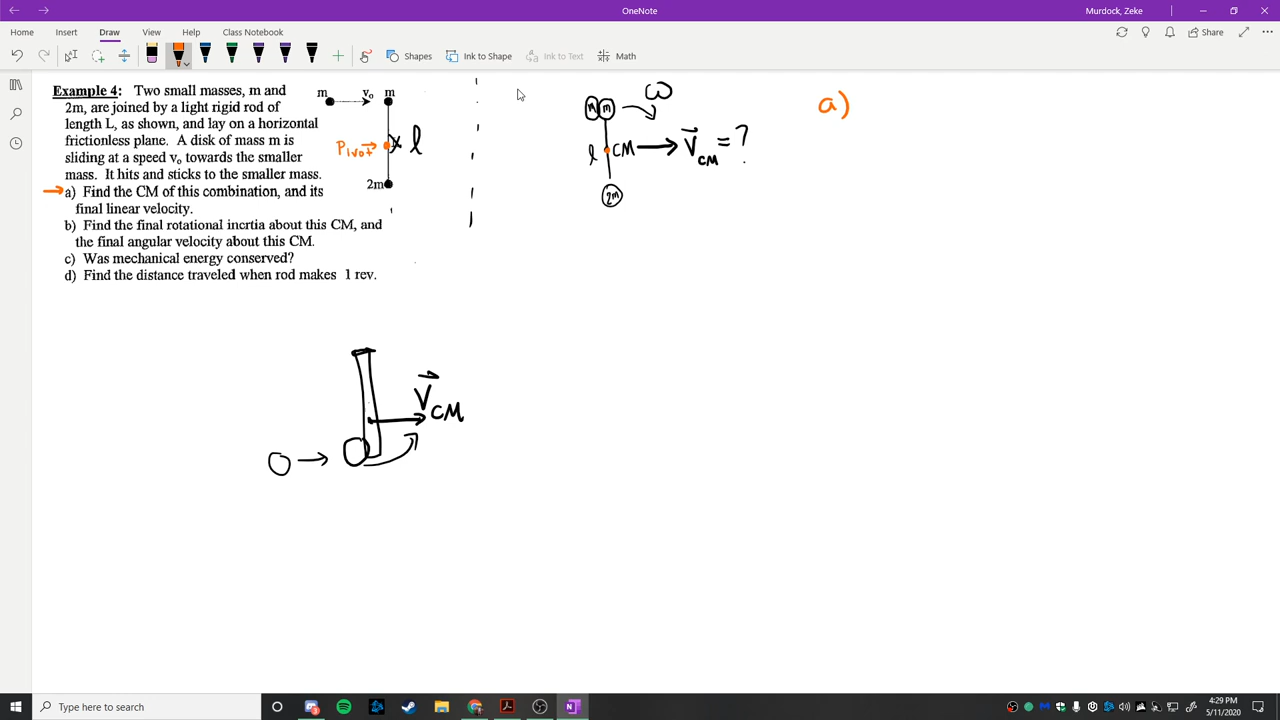 OneNote
Murdock, Zeke
Home Insert Draw View Help Class Notebook
Share
Shapes Ink to Shape Ink to Text Math
Example 4: Two small masses, m and
2m, are joined by a light rigid rod of
length L, as shown, and lay on a horizontal
frictionless plane. A disk of mass m is
sliding at a speed vₒ towards the smaller
mass. It hits and sticks to the smaller mass.
a) Find the CM of this combination, and its
final linear velocity.
b) Find the final rotational inertia about this CM, and
the final angular velocity about this CM.
c) Was mechanical energy conserved?
d) Find the distance traveled when rod makes 1 rev.
m vₒ m
Pivot l
2m
ω
m m
l CM V CM = ?
2m
a)
V CM
Type here to search
4:29 PM
5/11/2020